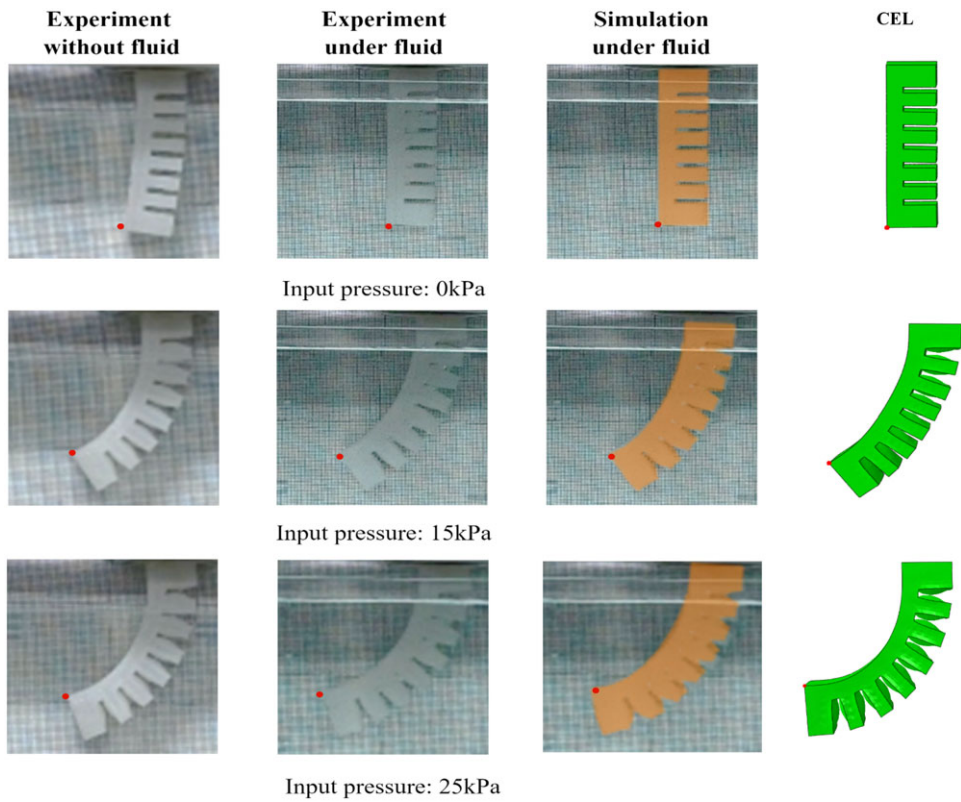 Experiment
without fluid
Experiment
under fluid
Simulation
under fluid
CEL
Input pressure: 0kPa
Input pressure: 15kPa
Input pressure: 25kPa